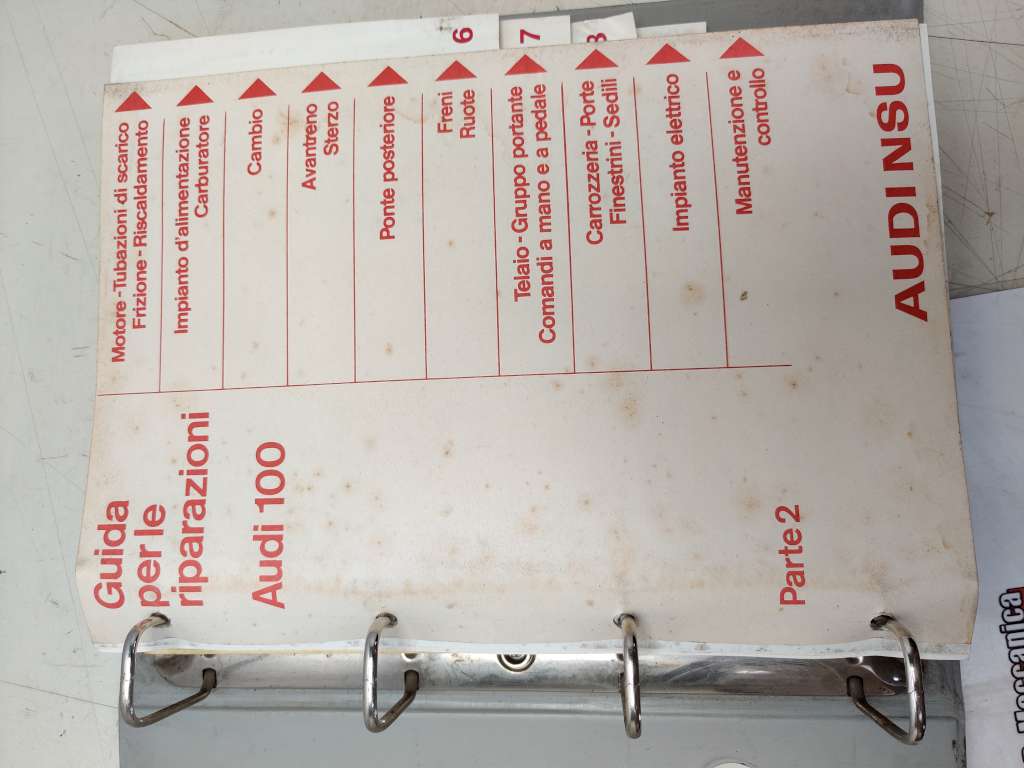 Guida
per le
riparazioni
Audi 100
Parte 2
Motore - Tubazioni di scarico
Frizione - Riscaldamento
Impianto d'alimentazione
Carburatore
Cambio
Avantreno
Sterzo
Ponte posteriore
Freni
Ruote
Telaio - Gruppo portante
Comandi a mano e a pedale
Carrozzeria - Porte
Finestrini - Sedili
Impianto elettrico
Manutenzione e
controllo
AUDI NSU
6
7
8
Meccanica